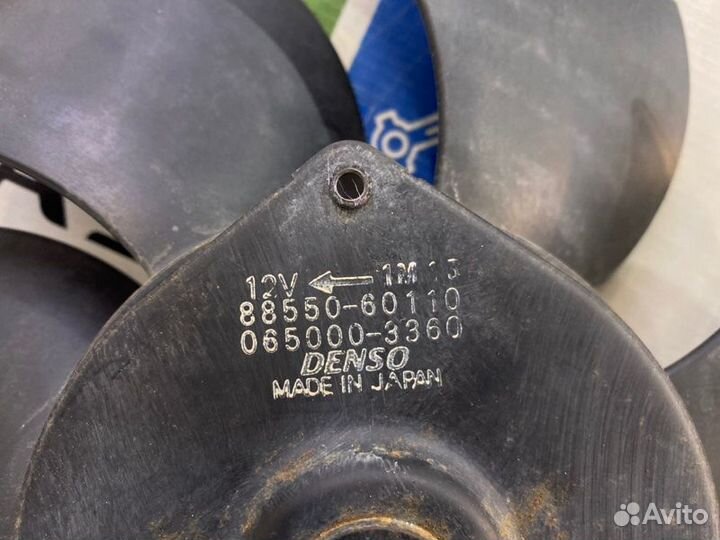 12V ← 1M 13
88550-60110
065000-3360
DENSO
MADE IN JAPAN
Avito